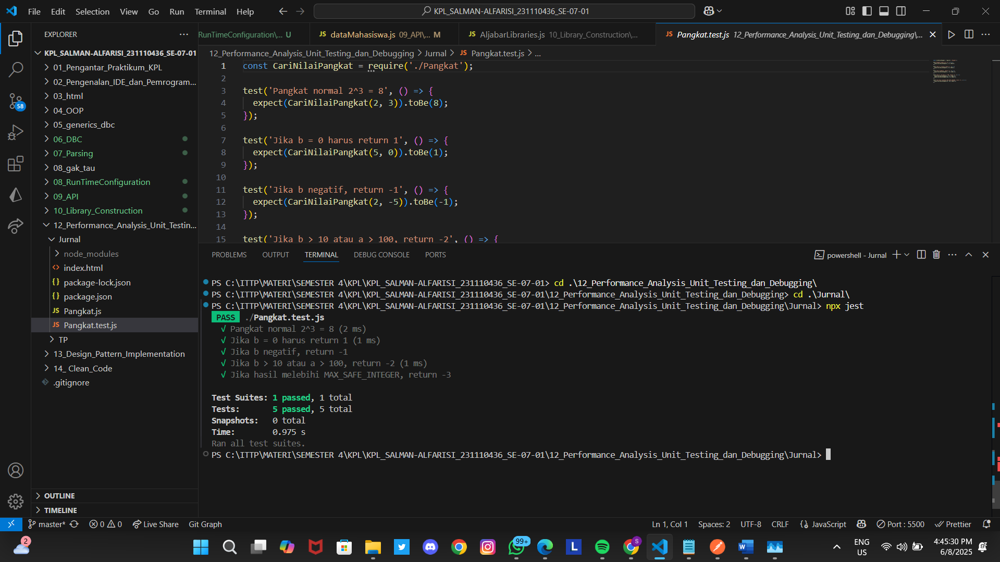 File Edit Selection View Go Run Terminal Help
KPL_SALMAN-ALFARISI_231110436_SE-07-01
EXPLORER
RunTimeConfiguration\... U
JS dataMahasiswa.js 09_API\... M
JS AljabarLibraries.js 10_Library_Construction\...
JS Pangkat.test.js 12_Performance_Analysis_Unit_Testing_dan_Debugging\...
KPL_SALMAN-ALFARISI_231110436_SE-07-01
01_Pengantar_Praktikum_KPL
02_Pengenalan_IDE_dan_Pemrogram...
03_html
58
04_OOP
05_generics_dbc
06_DBC
07_Parsing
08_gak_tau
08_RunTimeConfiguration
09_API
10_Library_Construction
12_Performance_Analysis_Unit_Testin...
Jurnal
node_modules
index.html
package-lock.json
package.json
JS Pangkat.js
JS Pangkat.test.js
TP
13_Design_Pattern_Implementation
14_ Clean_Code
.gitignore
OUTLINE
TIMELINE
12_Performance_Analysis_Unit_Testing_dan_Debugging > Jurnal > JS Pangkat.test.js > ...
1 const CariNilaiPangkat = require('./Pangkat');
2
3 test('Pangkat normal 2^3 = 8', () => {
4 expect(CariNilaiPangkat(2, 3)).toBe(8);
5 });
6
7 test('Jika b = 0 harus return 1', () => {
8 expect(CariNilaiPangkat(5, 0)).toBe(1);
9 });
10
11 test('Jika b negatif, return -1', () => {
12 expect(CariNilaiPangkat(2, -5)).toBe(-1);
13 });
14
15 test('Jika b > 10 atau a > 100, return -2', () => {
PROBLEMS OUTPUT TERMINAL DEBUG CONSOLE PORTS
powershell - Jurnal
PS C:\ITTP\MATERI\SEMESTER 4\KPL\KPL_SALMAN-ALFARISI_231110436_SE-07-01> cd .\12_Performance_Analysis_Unit_Testing_dan_Debugging\
PS C:\ITTP\MATERI\SEMESTER 4\KPL\KPL_SALMAN-ALFARISI_231110436_SE-07-01\12_Performance_Analysis_Unit_Testing_dan_Debugging> cd .\Jurnal\
PS C:\ITTP\MATERI\SEMESTER 4\KPL\KPL_SALMAN-ALFARISI_231110436_SE-07-01\12_Performance_Analysis_Unit_Testing_dan_Debugging\Jurnal> npx jest
PASS ./Pangkat.test.js
√ Pangkat normal 2^3 = 8 (2 ms)
√ Jika b = 0 harus return 1 (1 ms)
√ Jika b negatif, return -1
√ Jika b > 10 atau a > 100, return -2 (1 ms)
√ Jika hasil melebihi MAX_SAFE_INTEGER, return -3
Test Suites: 1 passed, 1 total
Tests: 5 passed, 5 total
Snapshots: 0 total
Time: 0.975 s
Ran all test suites.
PS C:\ITTP\MATERI\SEMESTER 4\KPL\KPL_SALMAN-ALFARISI_231110436_SE-07-01\12_Performance_Analysis_Unit_Testing_dan_Debugging\Jurnal>
master* 0 0 Live Share Git Graph
Ln 1, Col 1 Spaces: 2 UTF-8 CRLF {} JavaScript Port : 5500 Prettier
2
99+
S
L
W
ENG
US
4:45:30 PM
6/8/2025